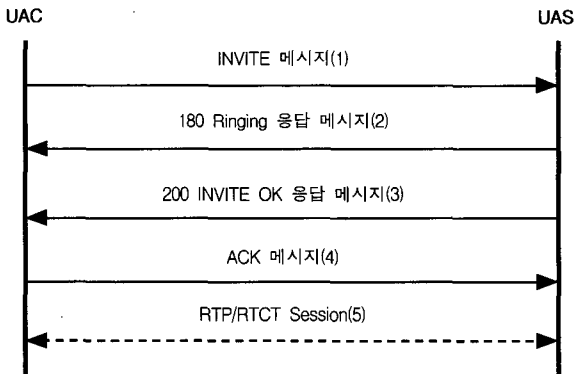 UAC
UAS
INVITE 메시지(1)
180 Ringing 응답 메시지(2)
200 INVITE OK 응답 메시지(3)
ACK 메시지(4)
RTP/RTCT Session(5)